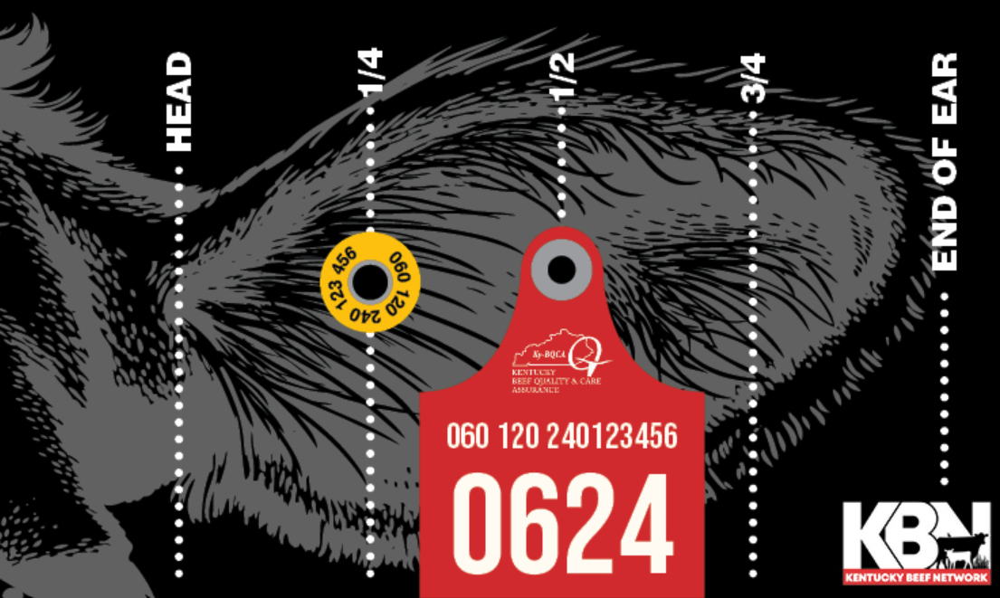 HEAD
1/4
1/2
3/4
END OF EAR
060 120 240 123 456
Ky-BQCA
KENTUCKY
BEEF QUALITY & CARE
ASSURANCE
060 120 240123456
0624
KBN
KENTUCKY BEEF NETWORK